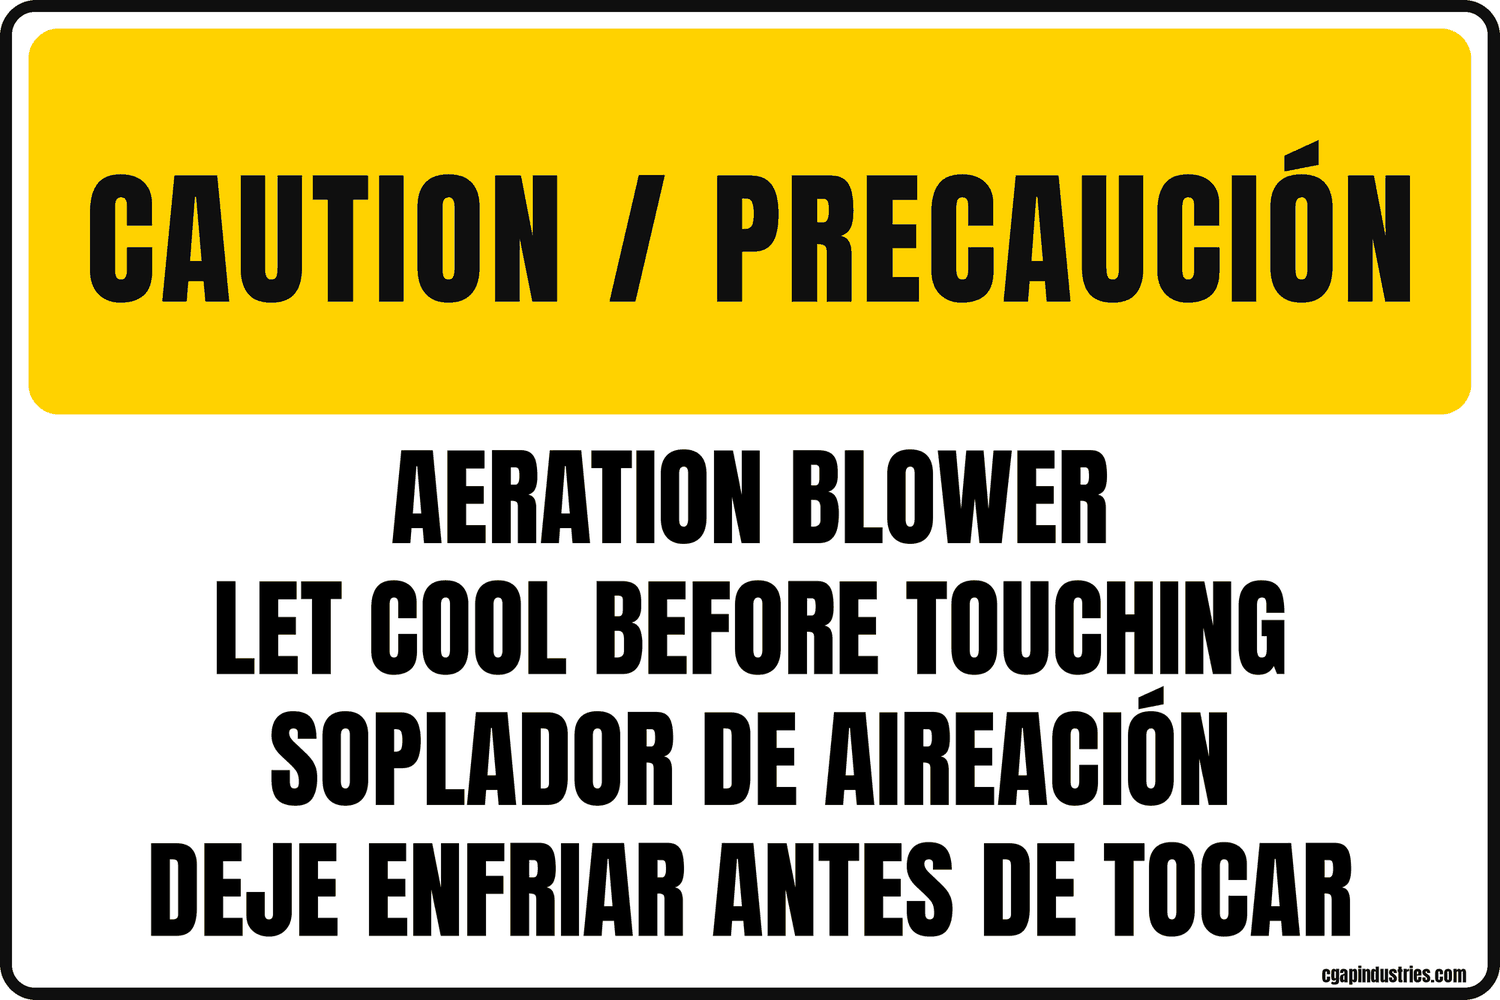 CAUTION / PRECAUCIÓN
AERATION BLOWER
LET COOL BEFORE TOUCHING
SOPLADOR DE AIREACIÓN
DEJE ENFRIAR ANTES DE TOCAR
cgapindustries.com